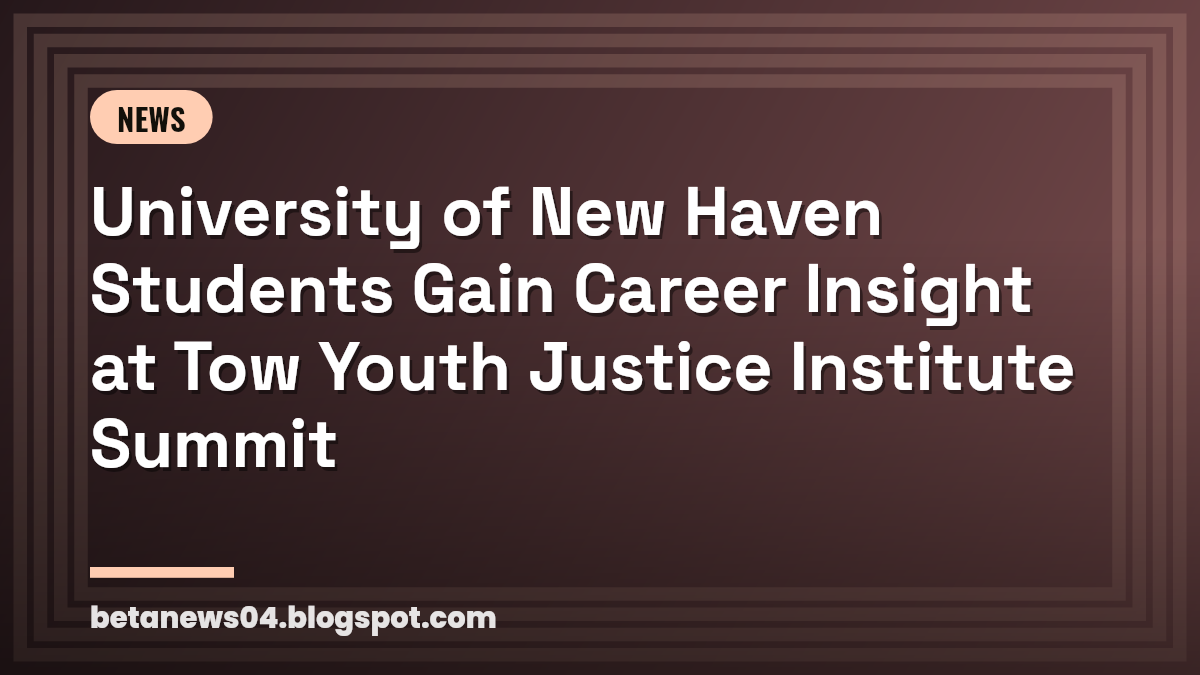 NEWS
University of New Haven
Students Gain Career Insight
at Tow Youth Justice Institute
Summit
betanews04.blogspot.com